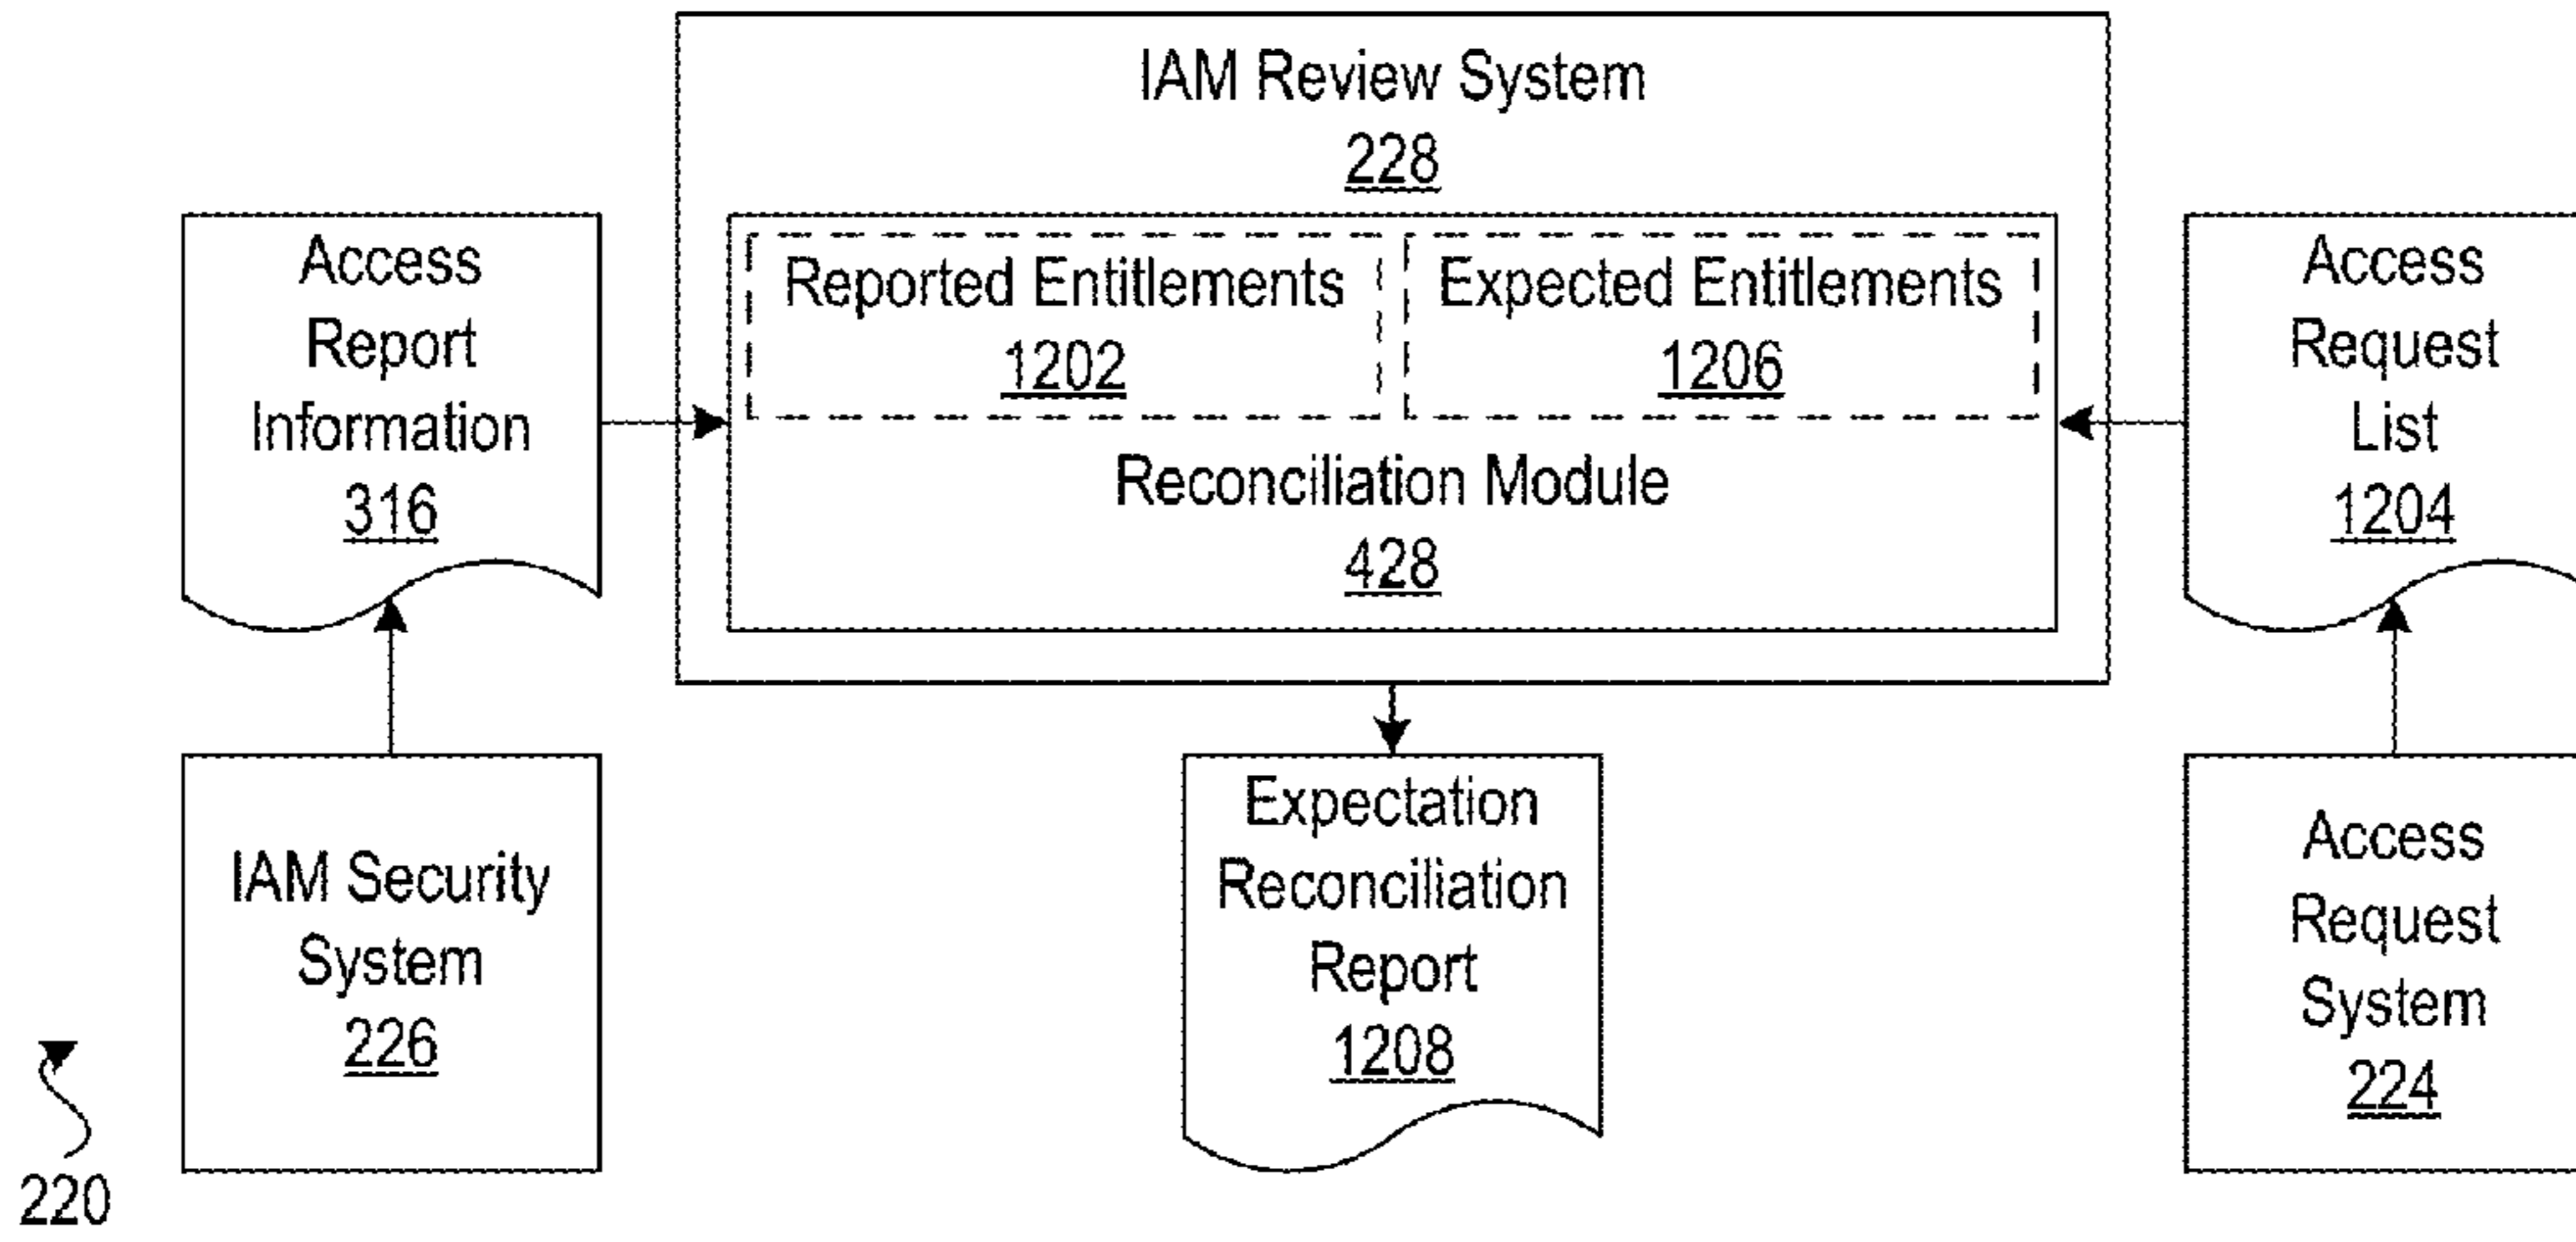 IAM Review System
228
Access
Report
Information
316
Reported Entitlements
1202
Expected Entitlements
1206
Reconciliation Module
428
Access
Request
List
1204
IAM Security
System
226
Expectation
Reconciliation
Report
1208
Access
Request
System
224
220